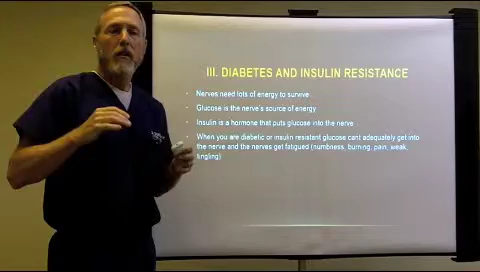 III. DIABETES AND INSULIN RESISTANCE
• Nerves need lots of energy to survive
• Glucose is the nerve's source of energy
• Insulin is a hormone that puts glucose into the nerve
• When you are diabetic or insulin resistant glucose cant adequately get into
the nerve and the nerves get fatigued (numbness, burning, pain, weak,
tingling)